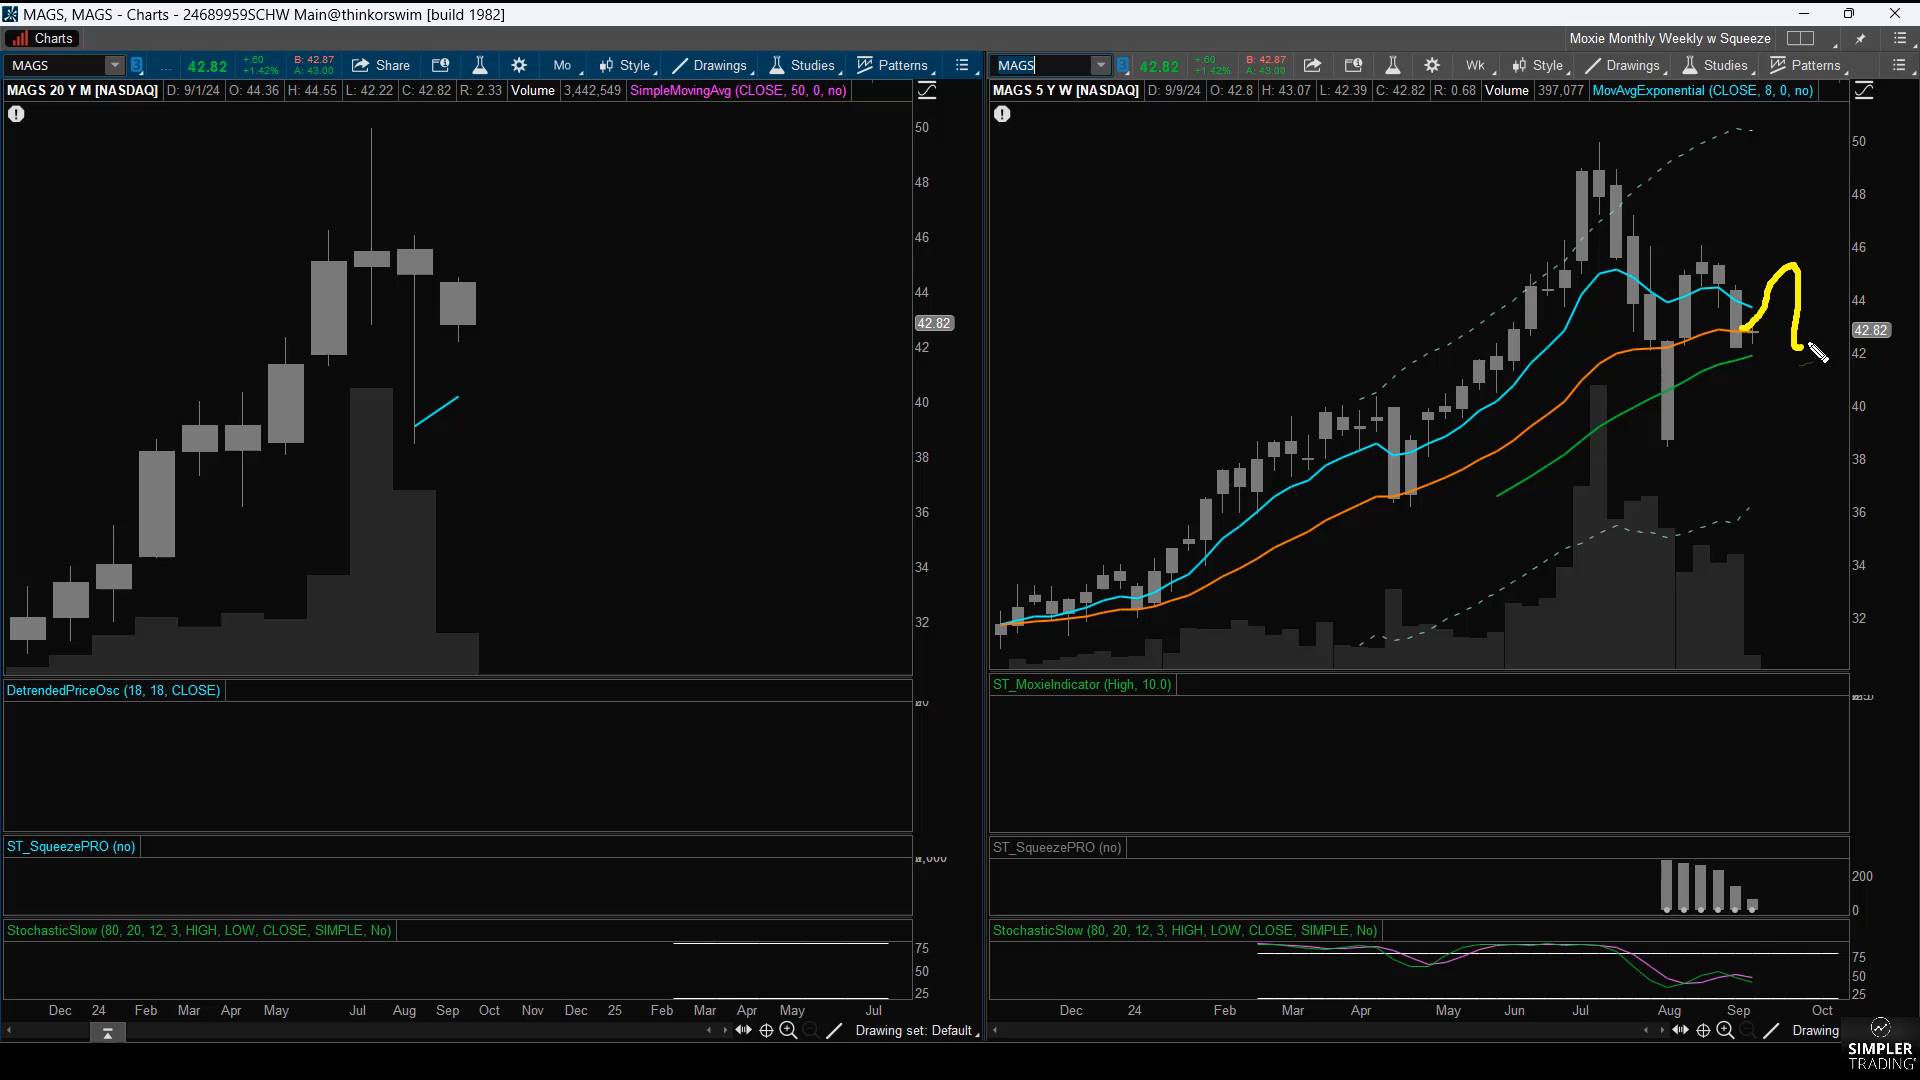 MAGS, MAGS - Charts - 24689959SCHW Main@thinkorswim [build 1982]
Charts
Moxie Monthly Weekly w Squeeze
MAGS
3
...
42.82
+.60
+1.42%
B: 42.87
A: 43.00
Share
Mo
Style
Drawings
Studies
Patterns
MAGS
3
42.82
+.60
+1.42%
B: 42.87
A: 43.00
Wk
Style
Drawings
Studies
Patterns
MAGS 20 Y M [NASDAQ] D: 9/1/24 O: 44.36 H: 44.55 L: 42.22 C: 42.82 R: 2.33 Volume 3,442,549 SimpleMovingAvg (CLOSE, 50, 0, no)
MAGS 5 Y W [NASDAQ] D: 9/9/24 O: 42.8 H: 43.07 L: 42.39 C: 42.82 R: 0.68 Volume 397,077 MovAvgExponential (CLOSE, 8, 0, no)
50
48
46
44
42.82
42
40
38
36
34
32
50
48
46
44
42.82
42
40
38
36
34
32
DetrendedPriceOsc (18, 18, CLOSE)
ST_MoxieIndicator (High, 10.0)
ST_SqueezePRO (no)
ST_SqueezePRO (no)
200
0
StochasticSlow (80, 20, 12, 3, HIGH, LOW, CLOSE, SIMPLE, No)
75
50
25
StochasticSlow (80, 20, 12, 3, HIGH, LOW, CLOSE, SIMPLE, No)
75
50
25
Dec 24 Feb Mar Apr May Jul Aug Sep Oct Nov Dec 25 Feb Mar Apr May Jul
Dec 24 Feb Mar Apr May Jun Jul Aug Sep Oct
Drawing set: Default
Drawing
SIMPLER
TRADING